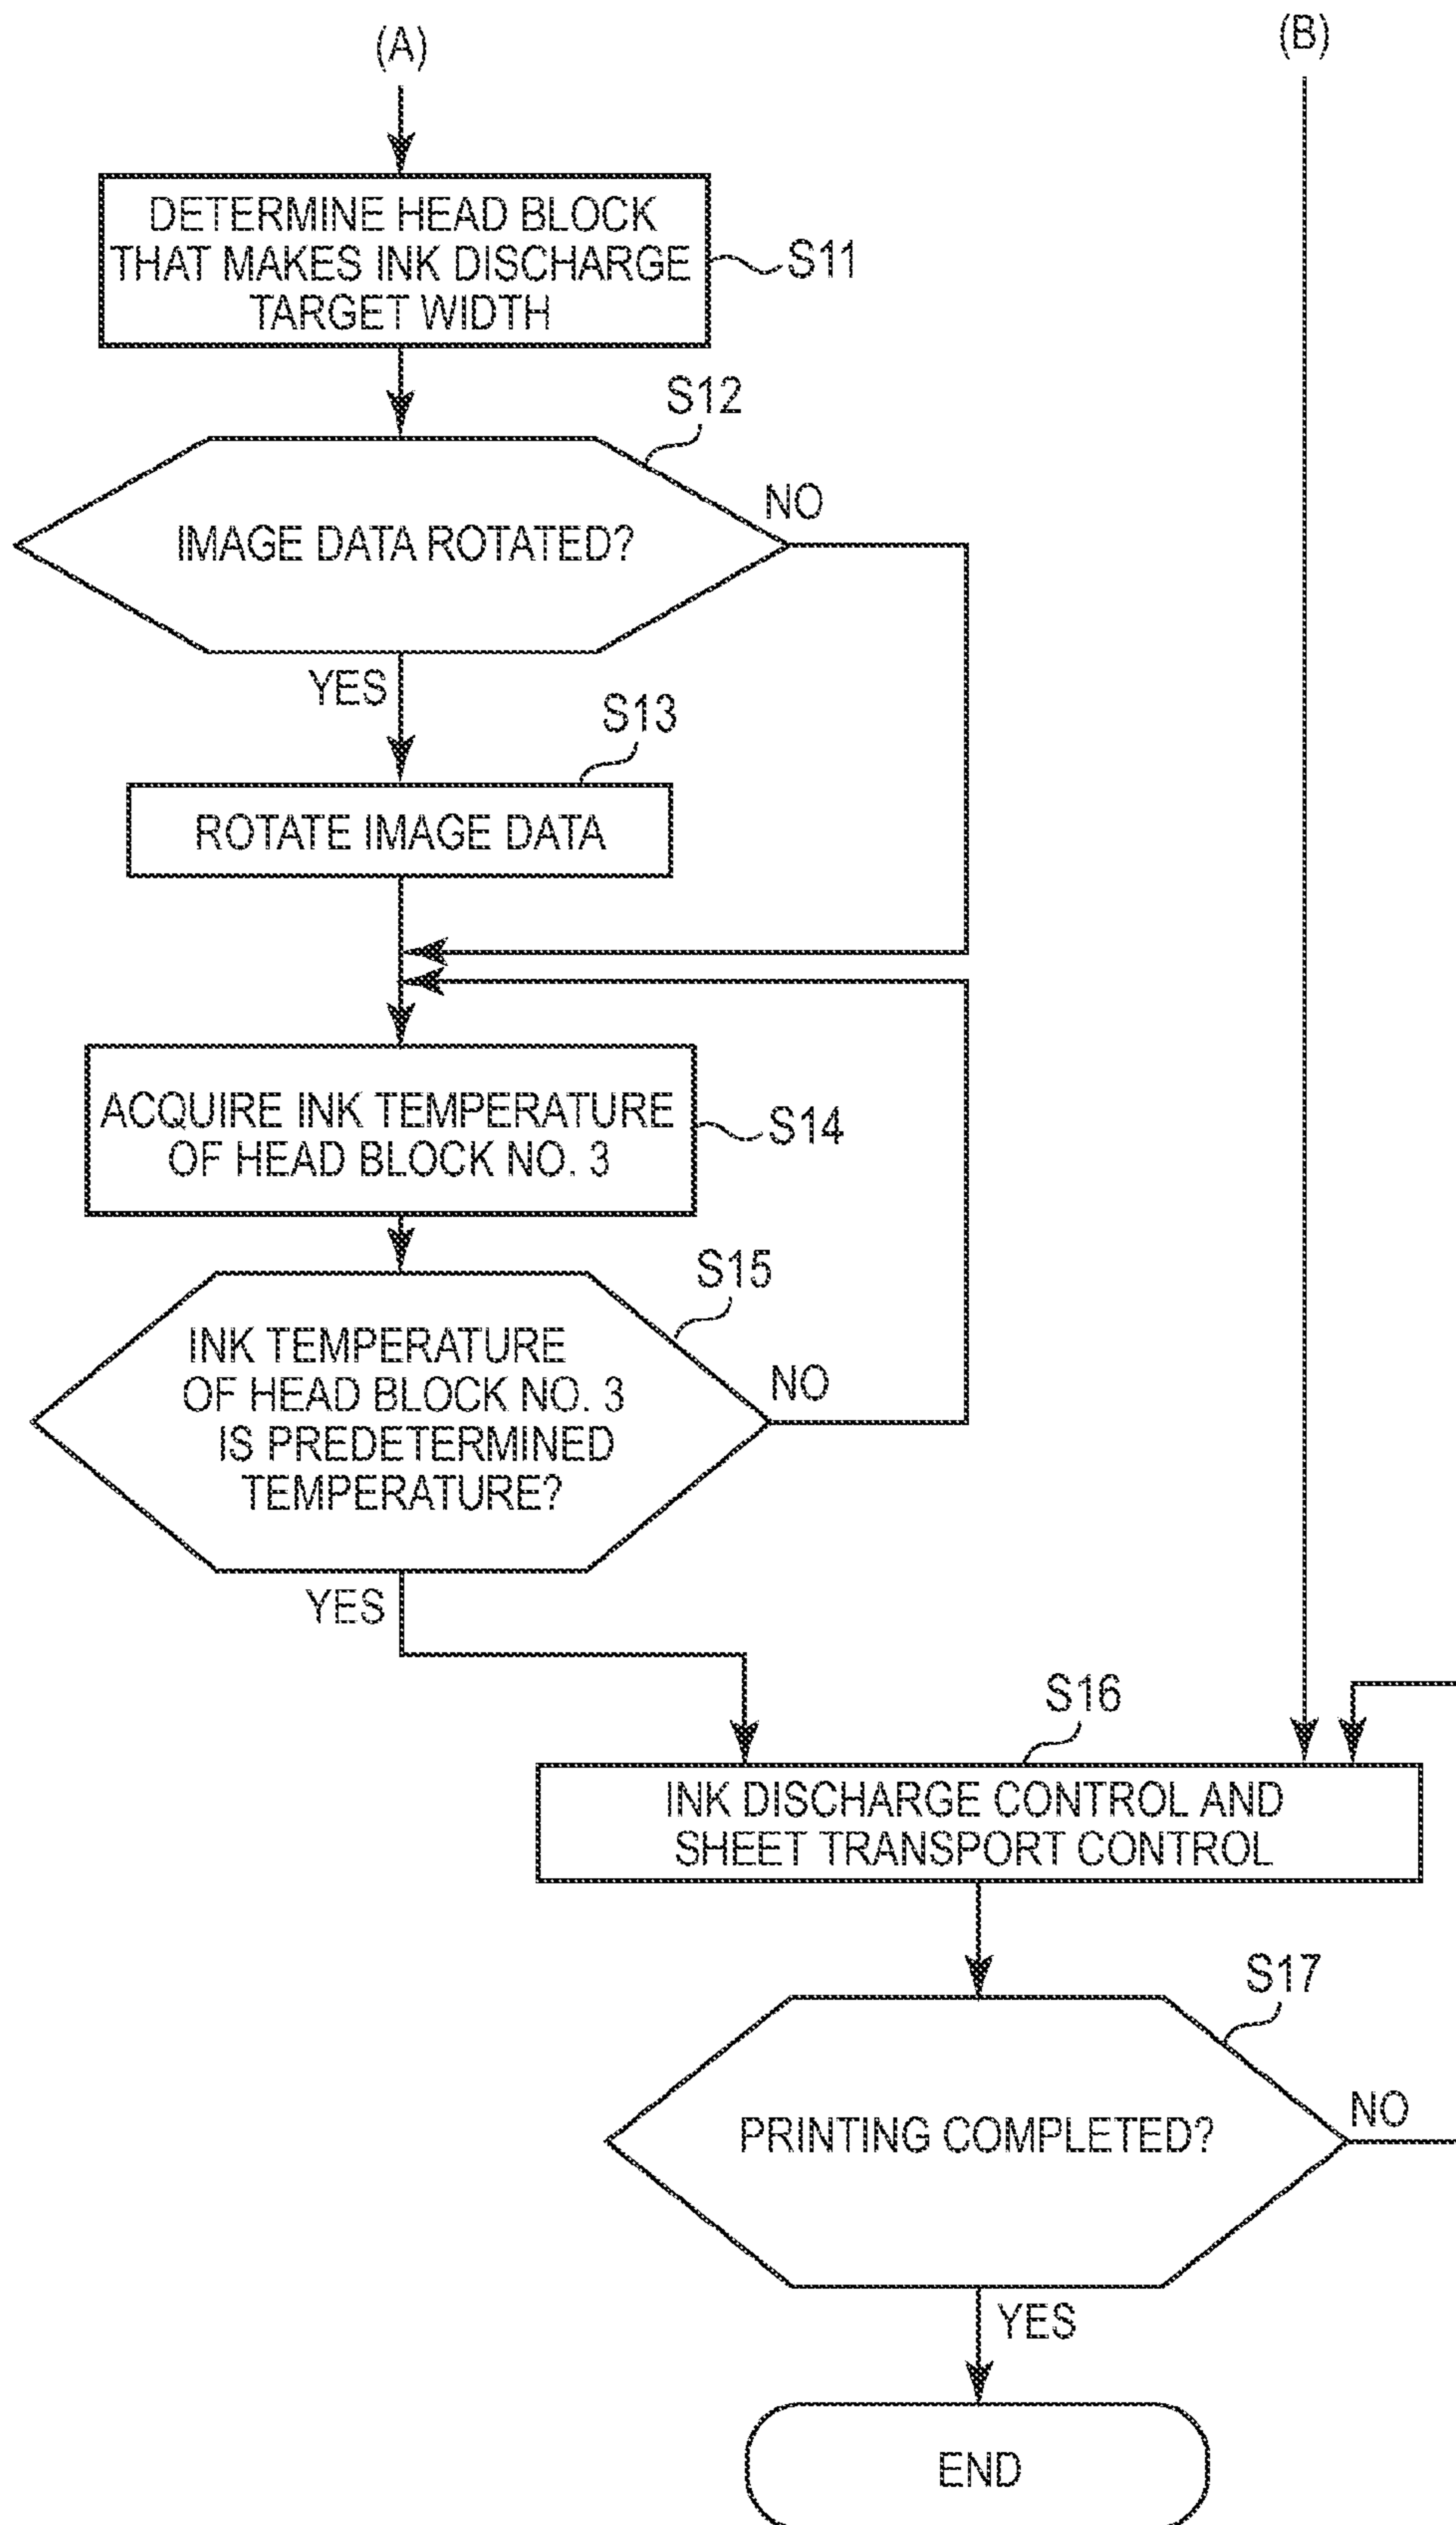 (A)
(B)
DETERMINE HEAD BLOCK
THAT MAKES INK DISCHARGE
TARGET WIDTH
S11
S12
IMAGE DATA ROTATED?
NO
YES
S13
ROTATE IMAGE DATA
ACQUIRE INK TEMPERATURE
OF HEAD BLOCK NO. 3
S14
S15
INK TEMPERATURE
OF HEAD BLOCK NO. 3
IS PREDETERMINED
TEMPERATURE?
NO
YES
S16
INK DISCHARGE CONTROL AND
SHEET TRANSPORT CONTROL
S17
PRINTING COMPLETED?
NO
YES
END